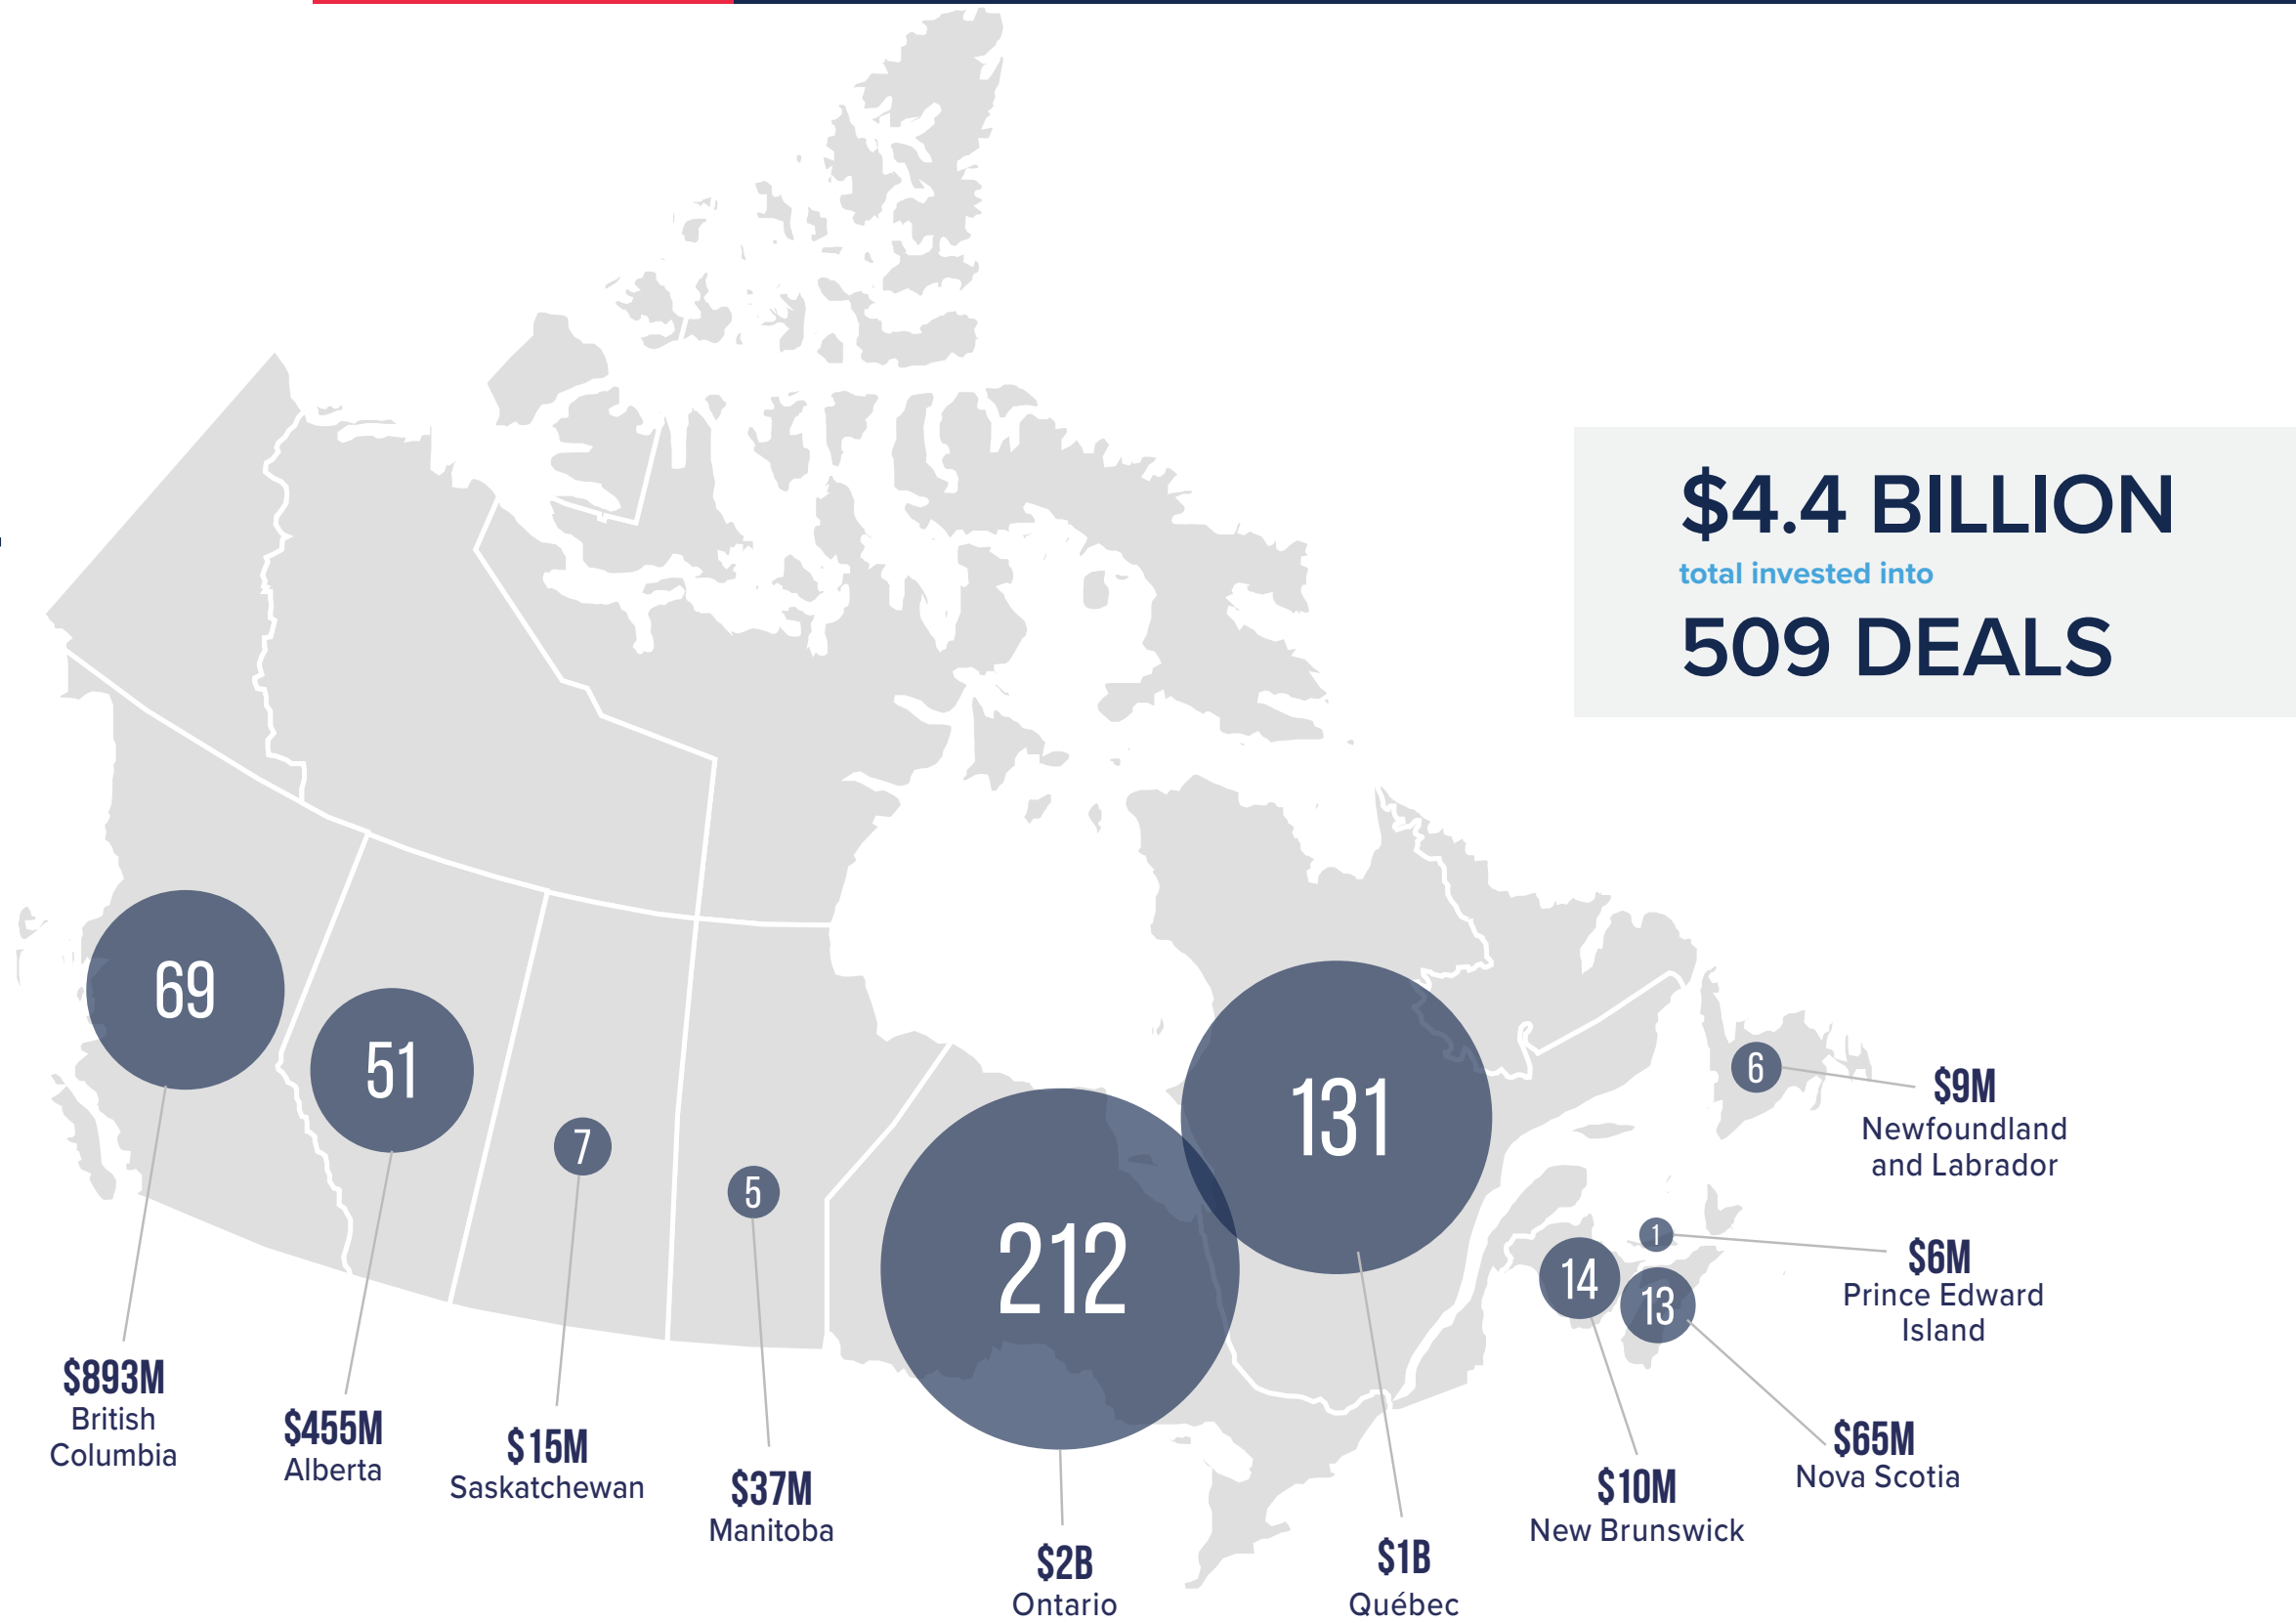 $4.4 BILLION
total invested into
509 DEALS
69
51
7
5
212
131
6
1
14
13
$893M
British
Columbia
$455M
Alberta
$15M
Saskatchewan
$37M
Manitoba
$2B
Ontario
$1B
Québec
$10M
New Brunswick
$65M
Nova Scotia
$6M
Prince Edward
Island
$9M
Newfoundland
and Labrador